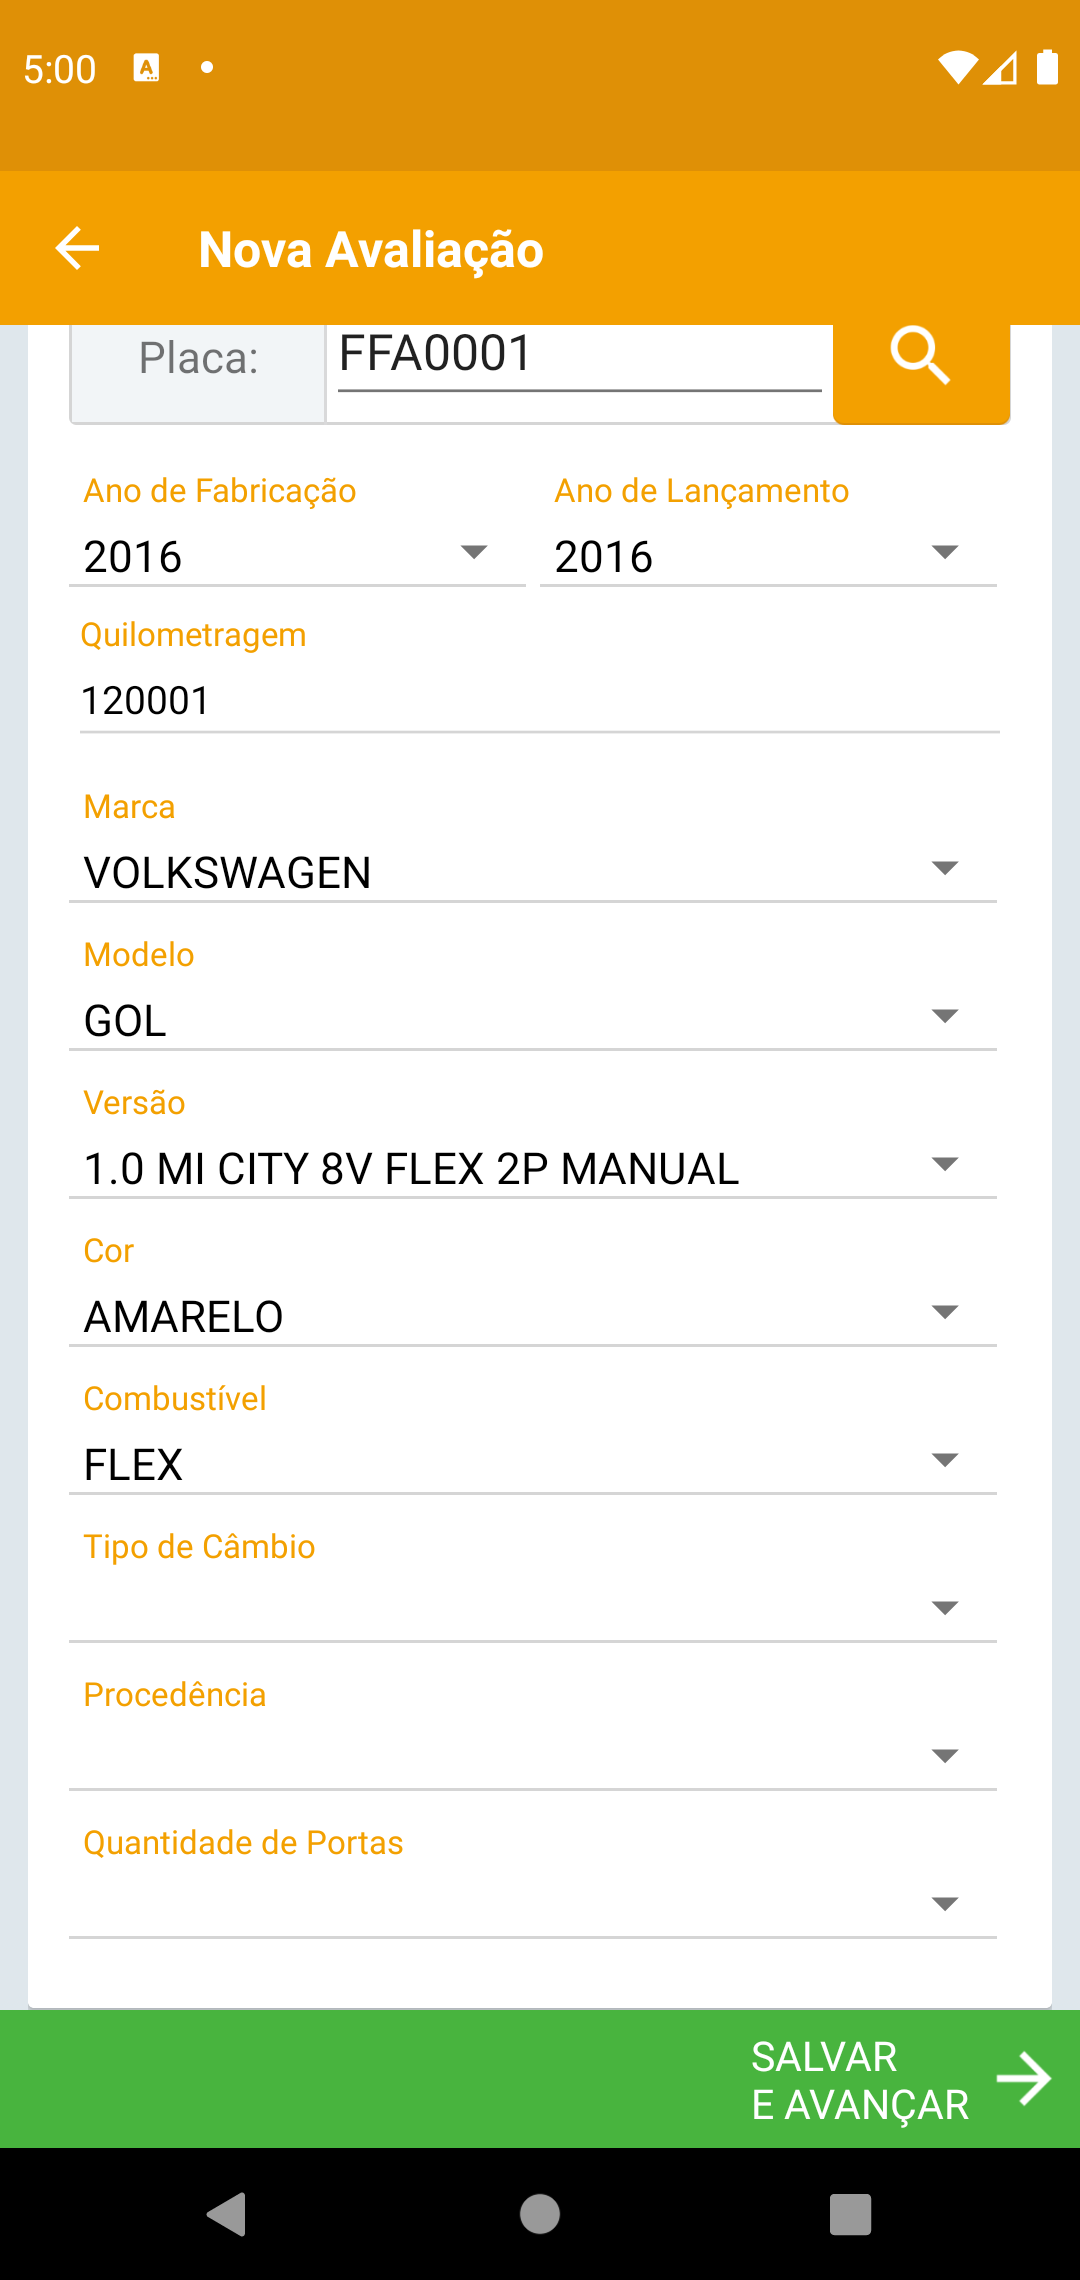 5:00
Nova Avaliação
Placa:
FFA0001
Ano de Fabricação
Ano de Lançamento
2016
2016
Quilometragem
120001
Marca
VOLKSWAGEN
Modelo
GOL
Versão
1.0 MI CITY 8V FLEX 2P MANUAL
Cor
AMARELO
Combustível
FLEX
Tipo de Câmbio
Procedência
Quantidade de Portas
SALVAR
E AVANÇAR